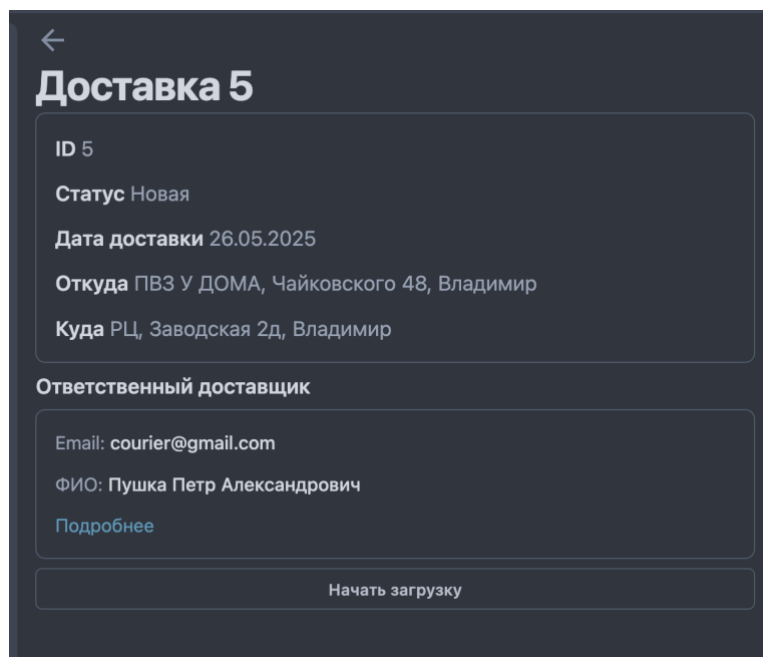 Доставка 5
ID 5
Статус Новая
Дата доставки 26.05.2025
Откуда ПВЗ У ДОМА, Чайковского 48, Владимир
Куда РЦ, Заводская 2д, Владимир
Ответственный доставщик
Email: courier@gmail.com
ФИО: Пушка Петр Александрович
Подробнее
Начать загрузку